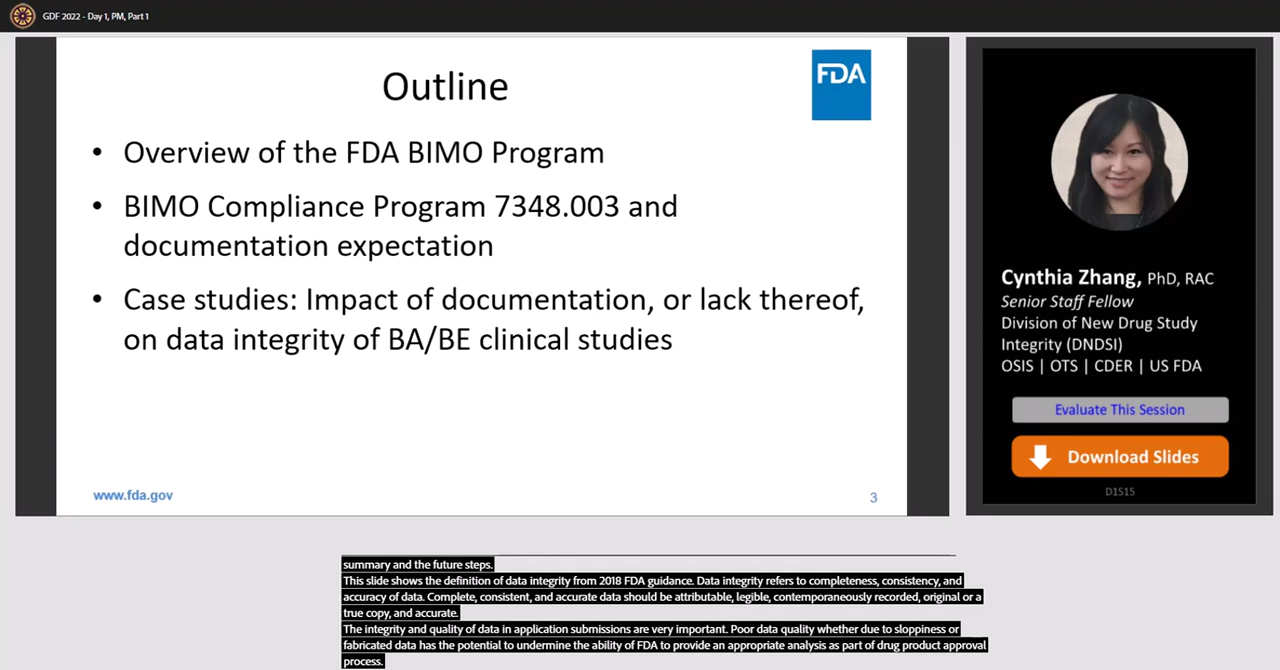 GDF 2022 - Day 1, PM, Part 1
Outline
FDA
• Overview of the FDA BIMO Program
• BIMO Compliance Program 7348.003 and
documentation expectation
• Case studies: Impact of documentation, or lack thereof,
on data integrity of BA/BE clinical studies
www.fda.gov
3
Cynthia Zhang, PhD, RAC
Senior Staff Fellow
Division of New Drug Study
Integrity (DNDSI)
OSIS | OTS | CDER | US FDA
Evaluate This Session
Download Slides
D1S15
summary and the future steps.
This slide shows the definition of data integrity from 2018 FDA guidance. Data integrity refers to completeness, consistency, and
accuracy of data. Complete, consistent, and accurate data should be attributable, legible, contemporaneously recorded, original or a
true copy, and accurate.
The integrity and quality of data in application submissions are very important. Poor data quality whether due to sloppiness or
fabricated data has the potential to undermine the ability of FDA to provide an appropriate analysis as part of drug product approval
process.